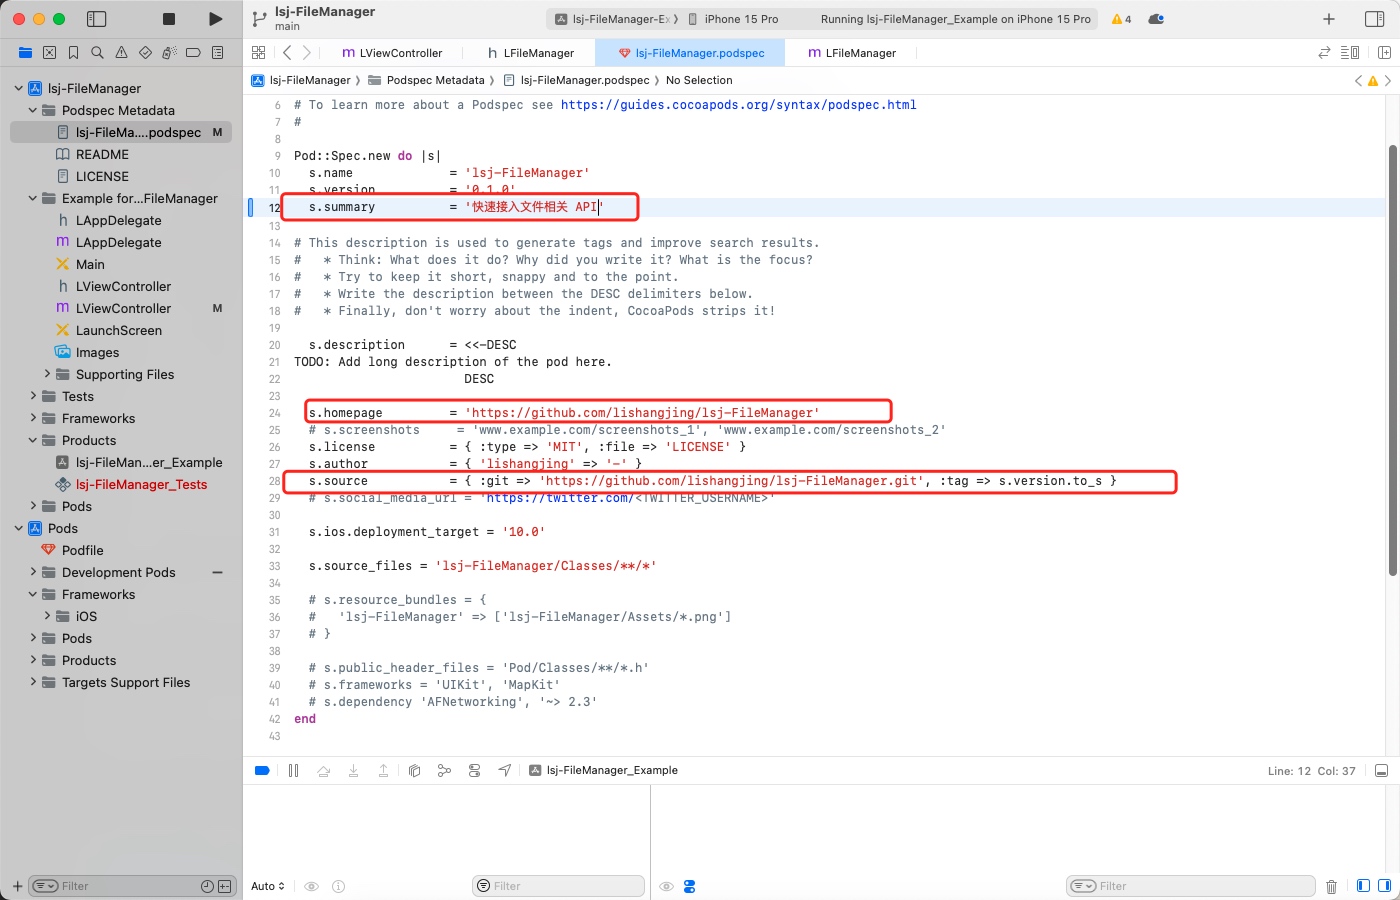 lsj-FileManager
main
lsj-FileManager-Ex
iPhone 15 Pro
Running lsj-FileManager_Example on iPhone 15 Pro
4
LViewController
LFileManager
lsj-FileManager.podspec
LFileManager
lsj-FileManager
Podspec Metadata
lsj-FileManager.podspec
No Selection
lsj-FileManager
Podspec Metadata
lsj-FileMa....podspec M
README
LICENSE
Example for...FileManager
h LAppDelegate
m LAppDelegate
Main
h LViewController
m LViewController M
LaunchScreen
Images
Supporting Files
Tests
Frameworks
Products
lsj-FileMan...er_Example
lsj-FileManager_Tests
Pods
Pods
Podfile
Development Pods
Frameworks
iOS
Pods
Products
Targets Support Files
Filter
6 # To learn more about a Podspec see https://guides.cocoapods.org/syntax/podspec.html
7 #
8
9 Pod::Spec.new do |s|
10 s.name = 'lsj-FileManager'
11 s.version = '0.1.0'
12 s.summary = '快速接入文件相关 API'
13
14 # This description is used to generate tags and improve search results.
15 # * Think: What does it do? Why did you write it? What is the focus?
16 # * Try to keep it short, snappy and to the point.
17 # * Write the description between the DESC delimiters below.
18 # * Finally, don't worry about the indent, CocoaPods strips it!
19
20 s.description = <<-DESC
21 TODO: Add long description of the pod here.
22 DESC
23
24 s.homepage = 'https://github.com/lishangjing/lsj-FileManager'
25 # s.screenshots = 'www.example.com/screenshots_1', 'www.example.com/screenshots_2'
26 s.license = { :type => 'MIT', :file => 'LICENSE' }
27 s.author = { 'lishangjing' => '-' }
28 s.source = { :git => 'https://github.com/lishangjing/lsj-FileManager.git', :tag => s.version.to_s }
29 # s.social_media_url = 'https://twitter.com/<TWITTER_USERNAME>'
30
31 s.ios.deployment_target = '10.0'
32
33 s.source_files = 'lsj-FileManager/Classes/**/*'
34
35 # s.resource_bundles = {
36 # 'lsj-FileManager' => ['lsj-FileManager/Assets/*.png']
37 # }
38
39 # s.public_header_files = 'Pod/Classes/**/*.h'
40 # s.frameworks = 'UIKit', 'MapKit'
41 # s.dependency 'AFNetworking', '~> 2.3'
42 end
43
lsj-FileManager_Example
Line: 12 Col: 37
Auto
Filter
Filter